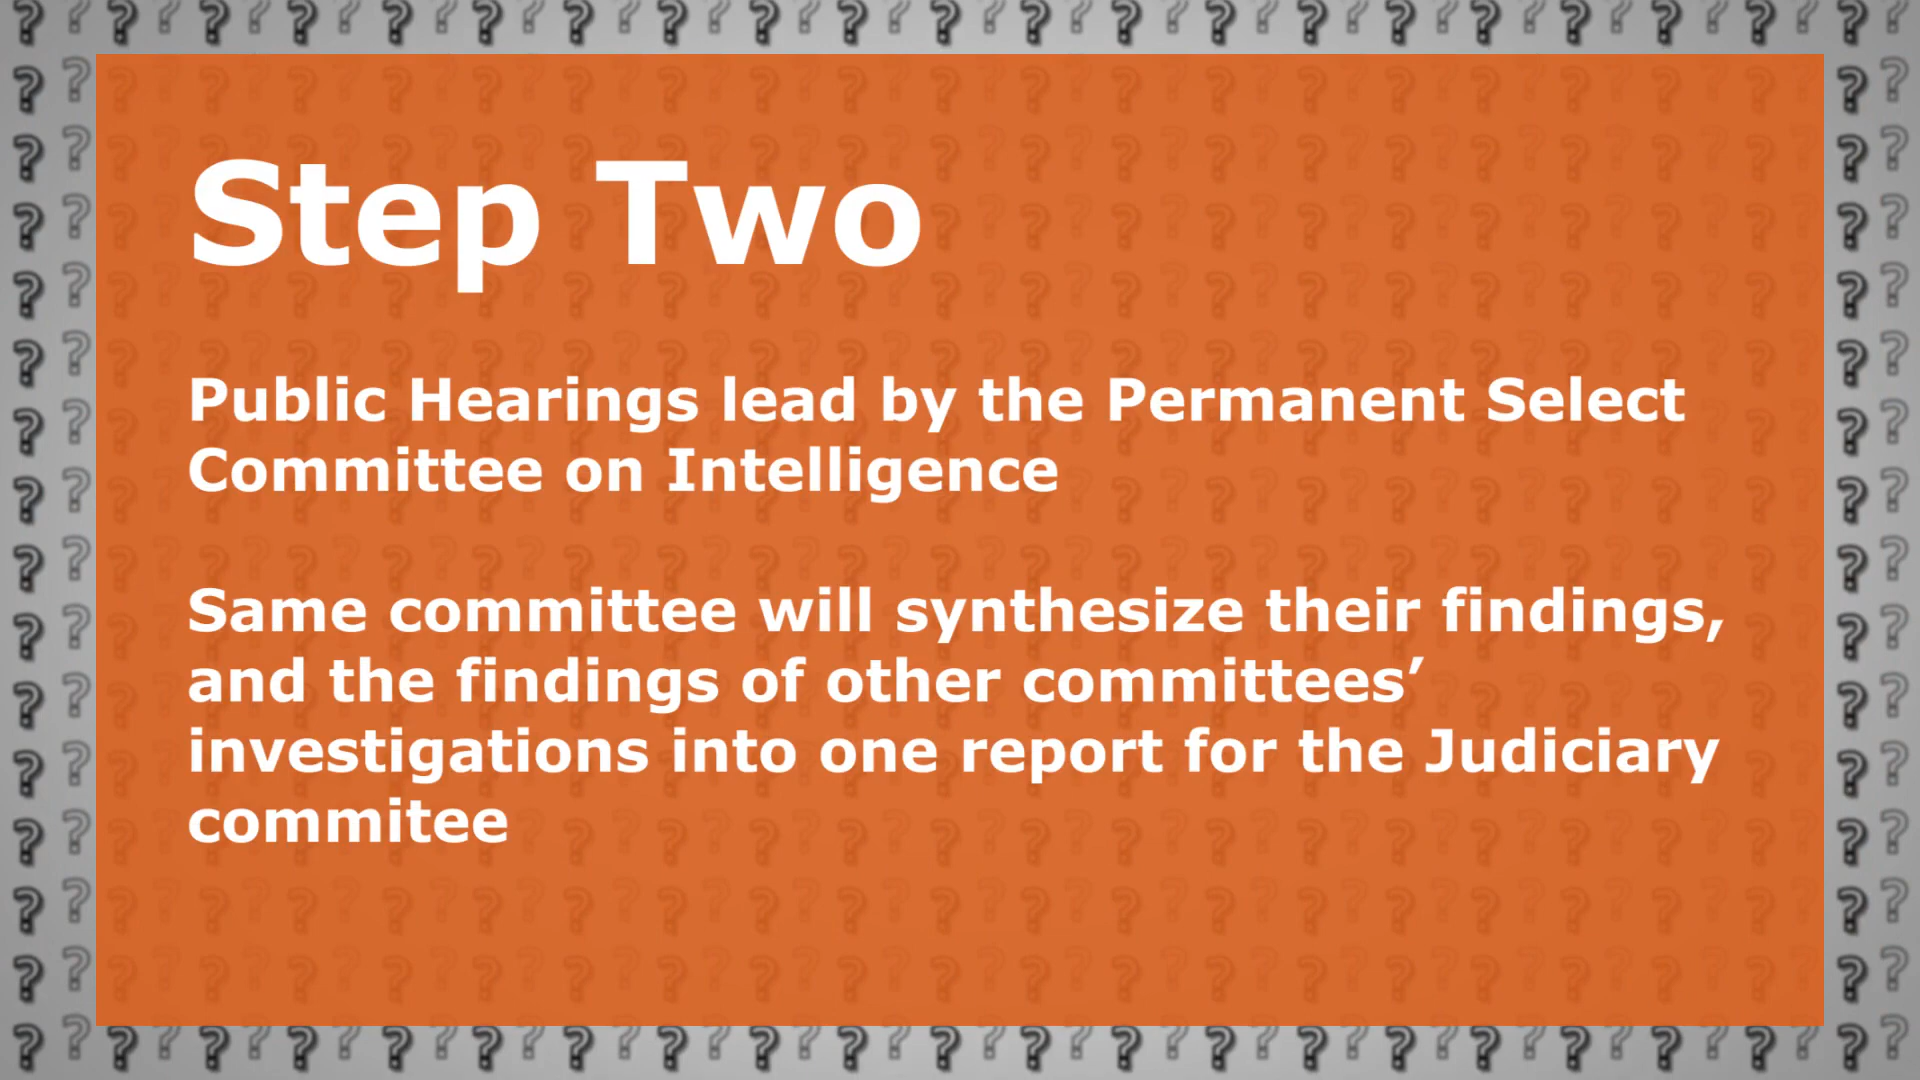 Step Two
Public Hearings lead by the Permanent Select
Committee on Intelligence
Same committee will synthesize their findings,
and the findings of other committees’
investigations into one report for the Judiciary
commitee